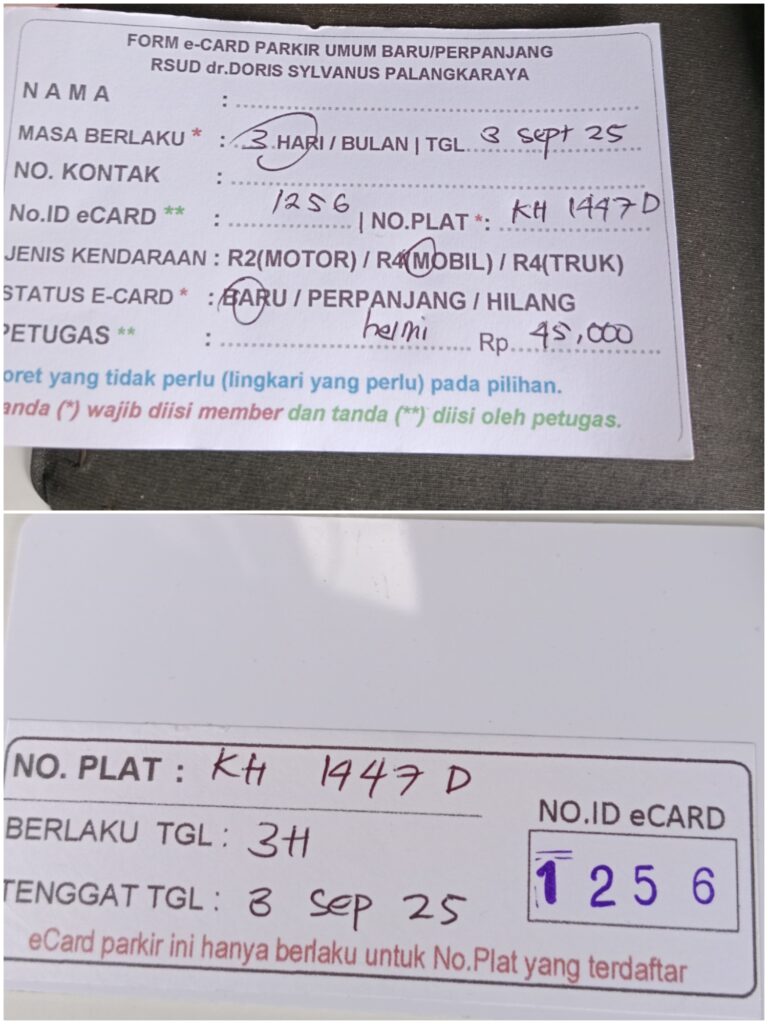 FORM e-CARD PARKIR UMUM BARU/PERPANJANG
RSUD dr.DORIS SYLVANUS PALANGKARAYA
NAMA :
MASA BERLAKU * : 3 HARI / BULAN | TGL. 3 sept 25
NO. KONTAK :
No.ID eCARD ** : 1256 | NO.PLAT *: KH 1447 D
JENIS KENDARAAN : R2(MOTOR) / R4(MOBIL) / R4(TRUK)
STATUS E-CARD * : BARU / PERPANJANG / HILANG
PETUGAS ** : helmi Rp. 45,000
oret yang tidak perlu (lingkari yang perlu) pada pilihan.
anda (*) wajib diisi member dan tanda (**) diisi oleh petugas.
NO. PLAT : KH 1447 D
BERLAKU TGL : 3H
TENGGAT TGL : 3 Sep 25
NO.ID eCARD
1256
eCard parkir ini hanya berlaku untuk No.Plat yang terdaftar